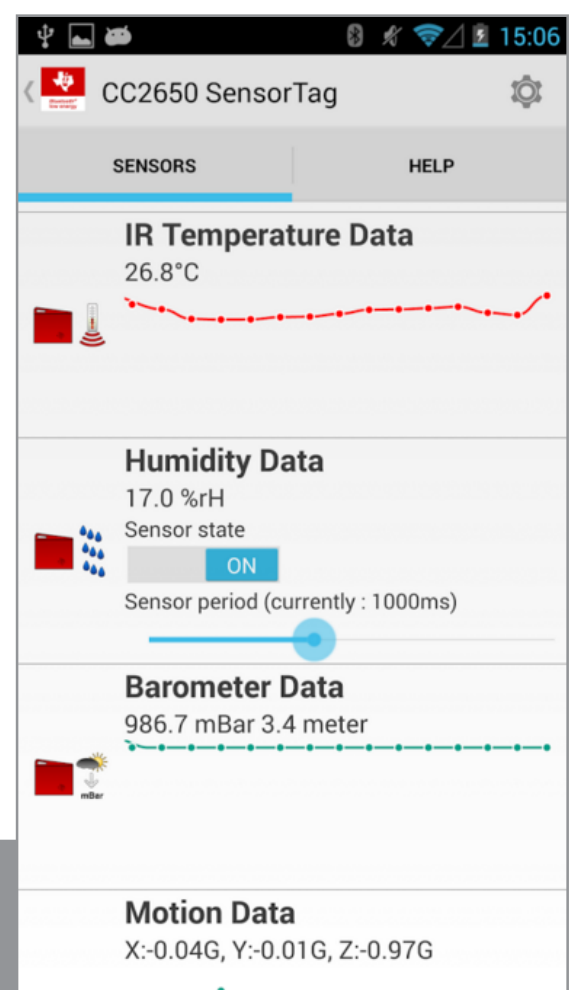 15:06
CC2650 SensorTag
SENSORS
HELP
IR Temperature Data
26.8°C
Humidity Data
17.0 %rH
Sensor state
ON
Sensor period (currently : 1000ms)
Barometer Data
986.7 mBar 3.4 meter
mBar
Motion Data
X:-0.04G, Y:-0.01G, Z:-0.97G